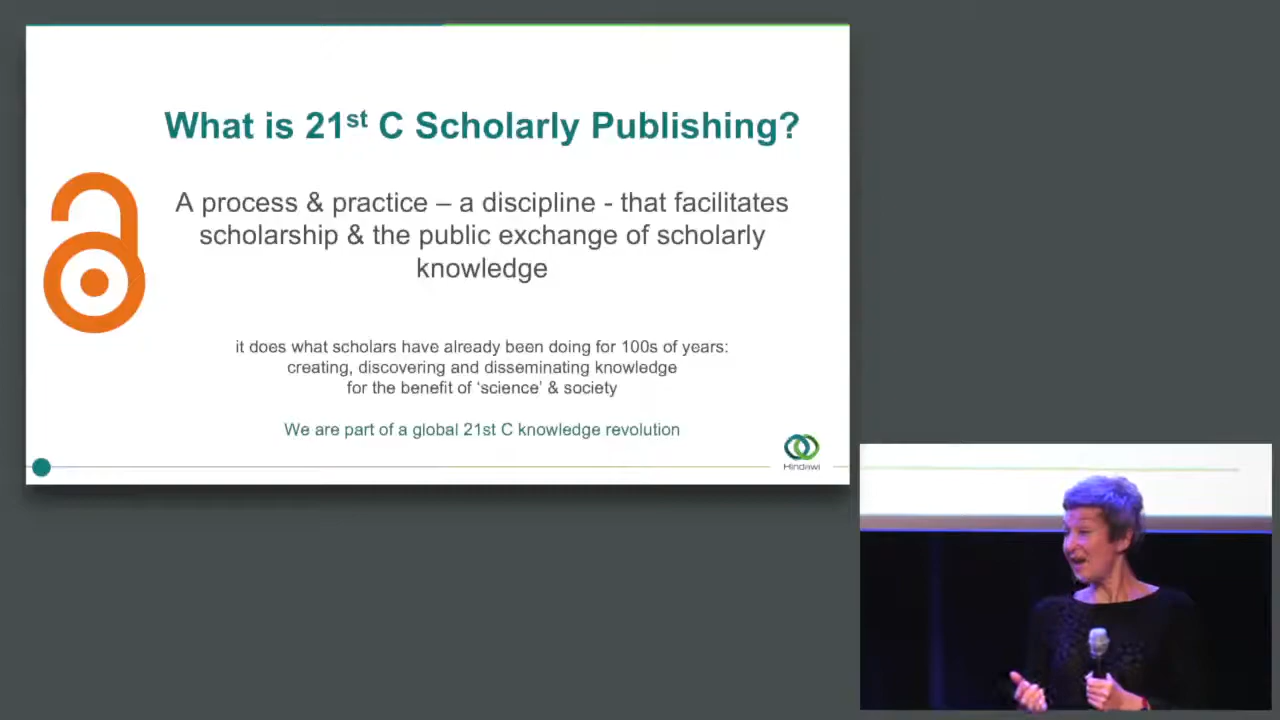 What is 21st C Scholarly Publishing?
A process & practice – a discipline - that facilitates
scholarship & the public exchange of scholarly
knowledge
it does what scholars have already been doing for 100s of years:
creating, discovering and disseminating knowledge
for the benefit of ‘science’ & society
We are part of a global 21st C knowledge revolution
Hindawi